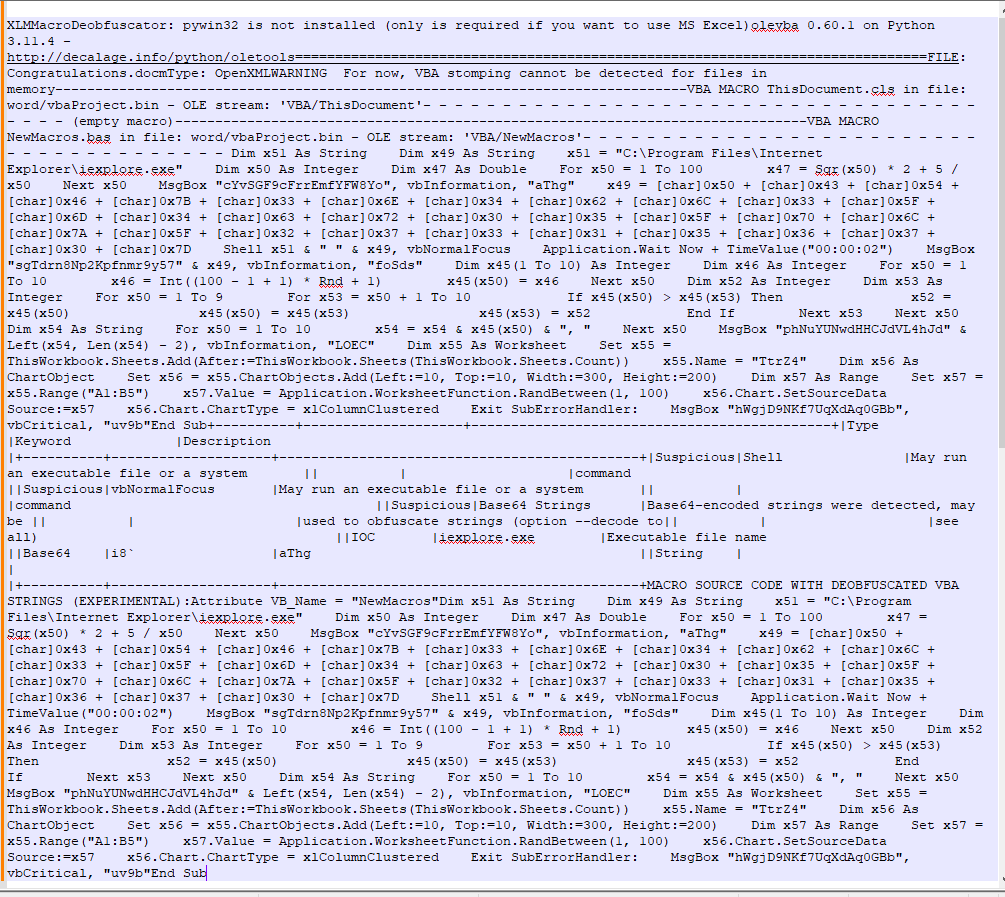 XLMMacroDeobfuscator: pywin32 is not installed (only is required if you want to use MS Excel)olevba 0.60.1 on Python
3.11.4 -
http://decalage.info/python/oletools===============================================================================FILE:
Congratulations.docmType: OpenXMLWARNING  For now, VBA stomping cannot be detected for files in
memory-------------------------------------------------------------------------------VBA MACRO ThisDocument.cls in file:
word/vbaProject.bin - OLE stream: 'VBA/ThisDocument'- - - - - - - - - - - - - - - - - - - - - - - - - - - - - - - - - - -
- - - - (empty macro)-------------------------------------------------------------------------------VBA MACRO
NewMacros.bas in file: word/vbaProject.bin - OLE stream: 'VBA/NewMacros'- - - - - - - - - - - - - - - - - - - - - - - - -
- - - - - - - - - - - - - - Dim x51 As String    Dim x49 As String    x51 = "C:\Program Files\Internet
Explorer\iexplore.exe"    Dim x50 As Integer    Dim x47 As Double    For x50 = 1 To 100        x47 = Sqr(x50) * 2 + 5 /
x50    Next x50    MsgBox "cYvSGF9cFrrEmfYFW8Yo", vbInformation, "aThg"    x49 = [char]0x50 + [char]0x43 + [char]0x54 +
[char]0x46 + [char]0x7B + [char]0x33 + [char]0x6E + [char]0x34 + [char]0x62 + [char]0x6C + [char]0x33 + [char]0x5F +
[char]0x6D + [char]0x34 + [char]0x63 + [char]0x72 + [char]0x30 + [char]0x35 + [char]0x5F + [char]0x70 + [char]0x6C +
[char]0x7A + [char]0x5F + [char]0x32 + [char]0x37 + [char]0x33 + [char]0x31 + [char]0x35 + [char]0x36 + [char]0x37 +
[char]0x30 + [char]0x7D    Shell x51 & " " & x49, vbNormalFocus    Application.Wait Now + TimeValue("00:00:02")    MsgBox
"sgTdrn8Np2Kpfnmr9y57" & x49, vbInformation, "foSds"    Dim x45(1 To 10) As Integer    Dim x46 As Integer    For x50 = 1
To 10        x46 = Int((100 - 1 + 1) * Rnd + 1)        x45(x50) = x46    Next x50    Dim x52 As Integer    Dim x53 As
Integer    For x50 = 1 To 9        For x53 = x50 + 1 To 10            If x45(x50) > x45(x53) Then                x52 =
x45(x50)                x45(x50) = x45(x53)                x45(x53) = x52            End If        Next x53    Next x50
Dim x54 As String    For x50 = 1 To 10        x54 = x54 & x45(x50) & ", "    Next x50    MsgBox "phNuYUNwdHHCJdVL4hJd" &
Left(x54, Len(x54) - 2), vbInformation, "LOEC"    Dim x55 As Worksheet    Set x55 =
ThisWorkbook.Sheets.Add(After:=ThisWorkbook.Sheets(ThisWorkbook.Sheets.Count))    x55.Name = "TtrZ4"    Dim x56 As
ChartObject    Set x56 = x55.ChartObjects.Add(Left:=10, Top:=10, Width:=300, Height:=200)    Dim x57 As Range    Set x57 =
x55.Range("A1:B5")    x57.Value = Application.WorksheetFunction.RandBetween(1, 100)    x56.Chart.SetSourceData
Source:=x57    x56.Chart.ChartType = xlColumnClustered    Exit SubErrorHandler:    MsgBox "hWgjD9NKf7UqXdAq0GBb",
vbCritical, "uv9b"End Sub+----------+--------------------+---------------------------------------------+|Type
|Keyword             |Description
|+----------+--------------------+---------------------------------------------+|Suspicious|Shell               |May run
an executable file or a system       ||          |                    |command
||Suspicious|vbNormalFocus       |May run an executable file or a system       ||          |
|command                                      ||Suspicious|Base64 Strings      |Base64-encoded strings were detected, may
be ||          |                    |used to obfuscate strings (option --decode to||          |                    |see
all)                                     ||IOC       |iexplore.exe        |Executable file name
||Base64    |i8`                 |aThg                                         ||String    |
|
|+----------+--------------------+---------------------------------------------+MACRO SOURCE CODE WITH DEOBFUSCATED VBA
STRINGS (EXPERIMENTAL):Attribute VB_Name = "NewMacros"Dim x51 As String    Dim x49 As String    x51 = "C:\Program
Files\Internet Explorer\iexplore.exe"    Dim x50 As Integer    Dim x47 As Double    For x50 = 1 To 100        x47 =
Sqr(x50) * 2 + 5 / x50    Next x50    MsgBox "cYvSGF9cFrrEmfYFW8Yo", vbInformation, "aThg"    x49 = [char]0x50 +
[char]0x43 + [char]0x54 + [char]0x46 + [char]0x7B + [char]0x33 + [char]0x6E + [char]0x34 + [char]0x62 + [char]0x6C +
[char]0x33 + [char]0x5F + [char]0x6D + [char]0x34 + [char]0x63 + [char]0x72 + [char]0x30 + [char]0x35 + [char]0x5F +
[char]0x70 + [char]0x6C + [char]0x7A + [char]0x5F + [char]0x32 + [char]0x37 + [char]0x33 + [char]0x31 + [char]0x35 +
[char]0x36 + [char]0x37 + [char]0x30 + [char]0x7D    Shell x51 & " " & x49, vbNormalFocus    Application.Wait Now +
TimeValue("00:00:02")    MsgBox "sgTdrn8Np2Kpfnmr9y57" & x49, vbInformation, "foSds"    Dim x45(1 To 10) As Integer    Dim
x46 As Integer    For x50 = 1 To 10        x46 = Int((100 - 1 + 1) * Rnd + 1)        x45(x50) = x46    Next x50    Dim x52
As Integer    Dim x53 As Integer    For x50 = 1 To 9        For x53 = x50 + 1 To 10            If x45(x50) > x45(x53)
Then                x52 = x45(x50)                x45(x50) = x45(x53)                x45(x53) = x52            End
If        Next x53    Next x50    Dim x54 As String    For x50 = 1 To 10        x54 = x54 & x45(x50) & ", "    Next x50
MsgBox "phNuYUNwdHHCJdVL4hJd" & Left(x54, Len(x54) - 2), vbInformation, "LOEC"    Dim x55 As Worksheet    Set x55 =
ThisWorkbook.Sheets.Add(After:=ThisWorkbook.Sheets(ThisWorkbook.Sheets.Count))    x55.Name = "TtrZ4"    Dim x56 As
ChartObject    Set x56 = x55.ChartObjects.Add(Left:=10, Top:=10, Width:=300, Height:=200)    Dim x57 As Range    Set x57 =
x55.Range("A1:B5")    x57.Value = Application.WorksheetFunction.RandBetween(1, 100)    x56.Chart.SetSourceData
Source:=x57    x56.Chart.ChartType = xlColumnClustered    Exit SubErrorHandler:    MsgBox "hWgjD9NKf7UqXdAq0GBb",
vbCritical, "uv9b"End Sub